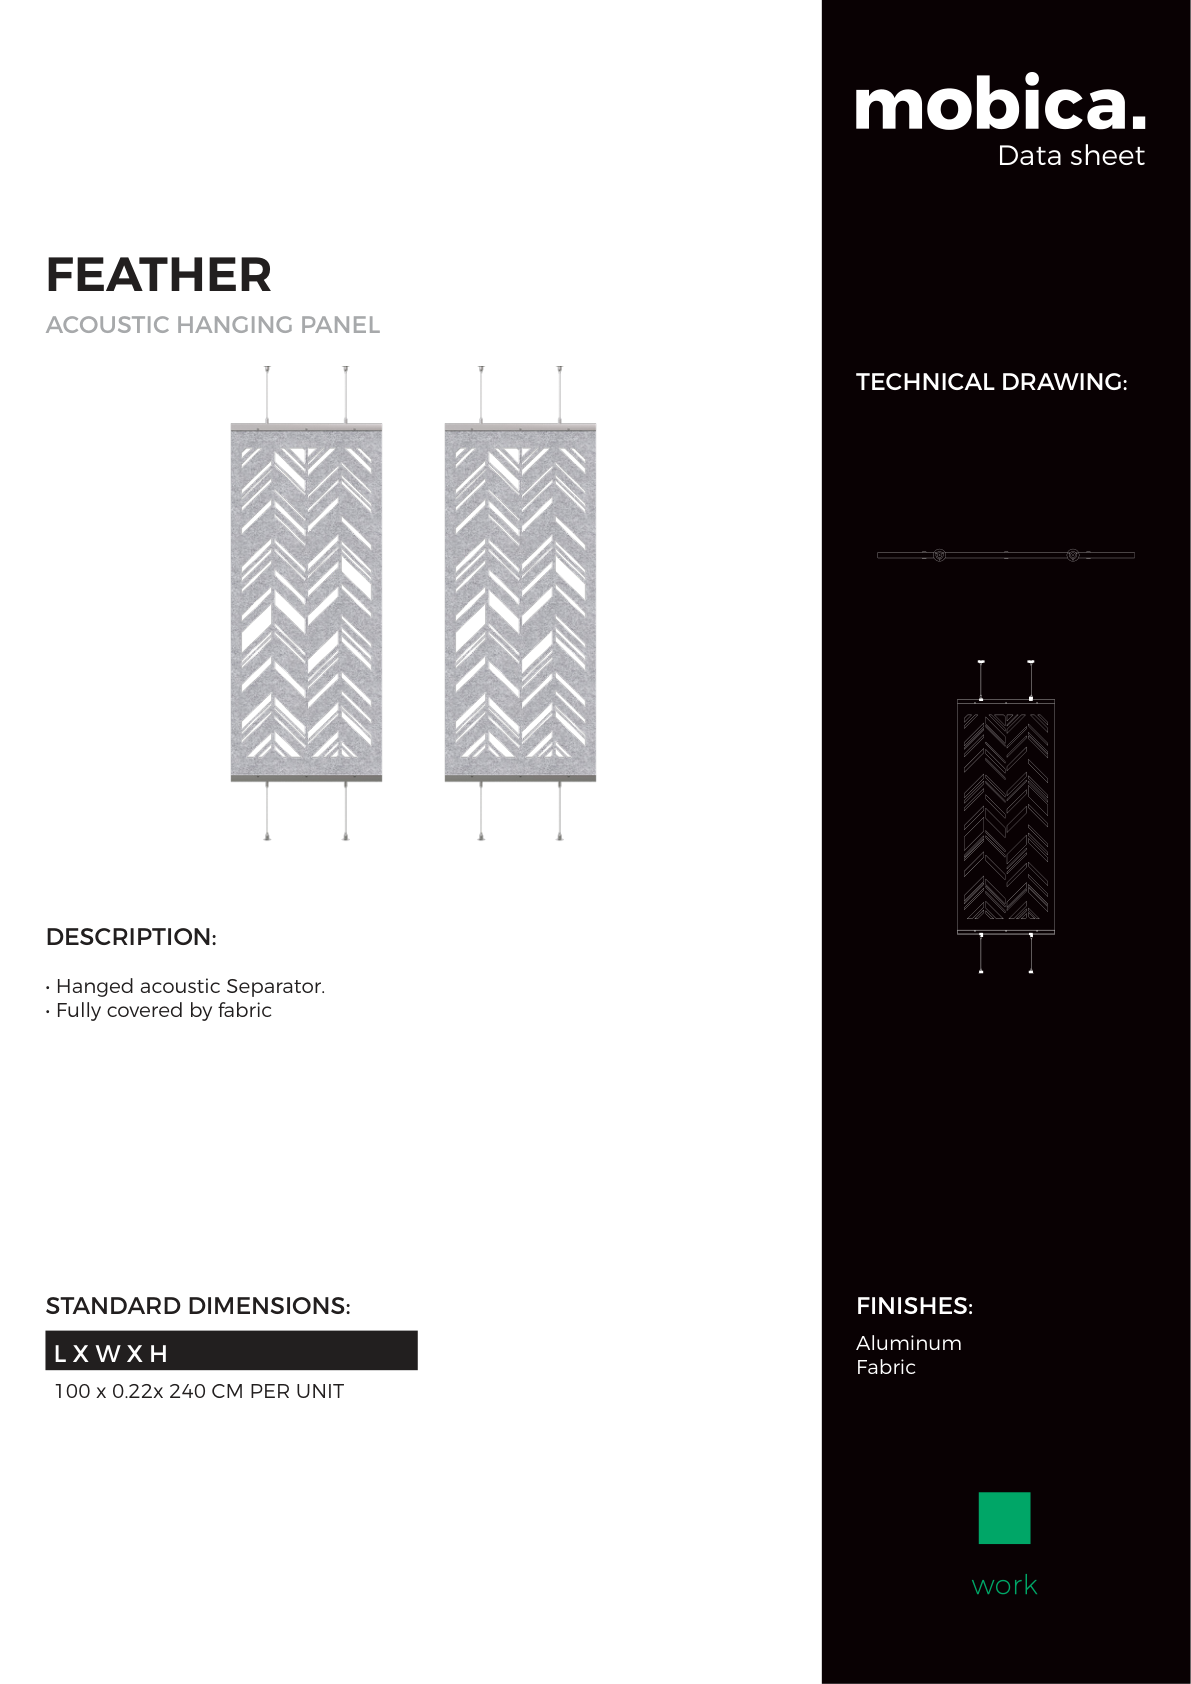 mobica.
Data sheet
FEATHER
ACOUSTIC HANGING PANEL
TECHNICAL DRAWING:
DESCRIPTION:
• Hanged acoustic Separator.
• Fully covered by fabric
STANDARD DIMENSIONS:
L X W X H
100 x 0.22x 240 CM PER UNIT
FINISHES:
Aluminum
Fabric
work